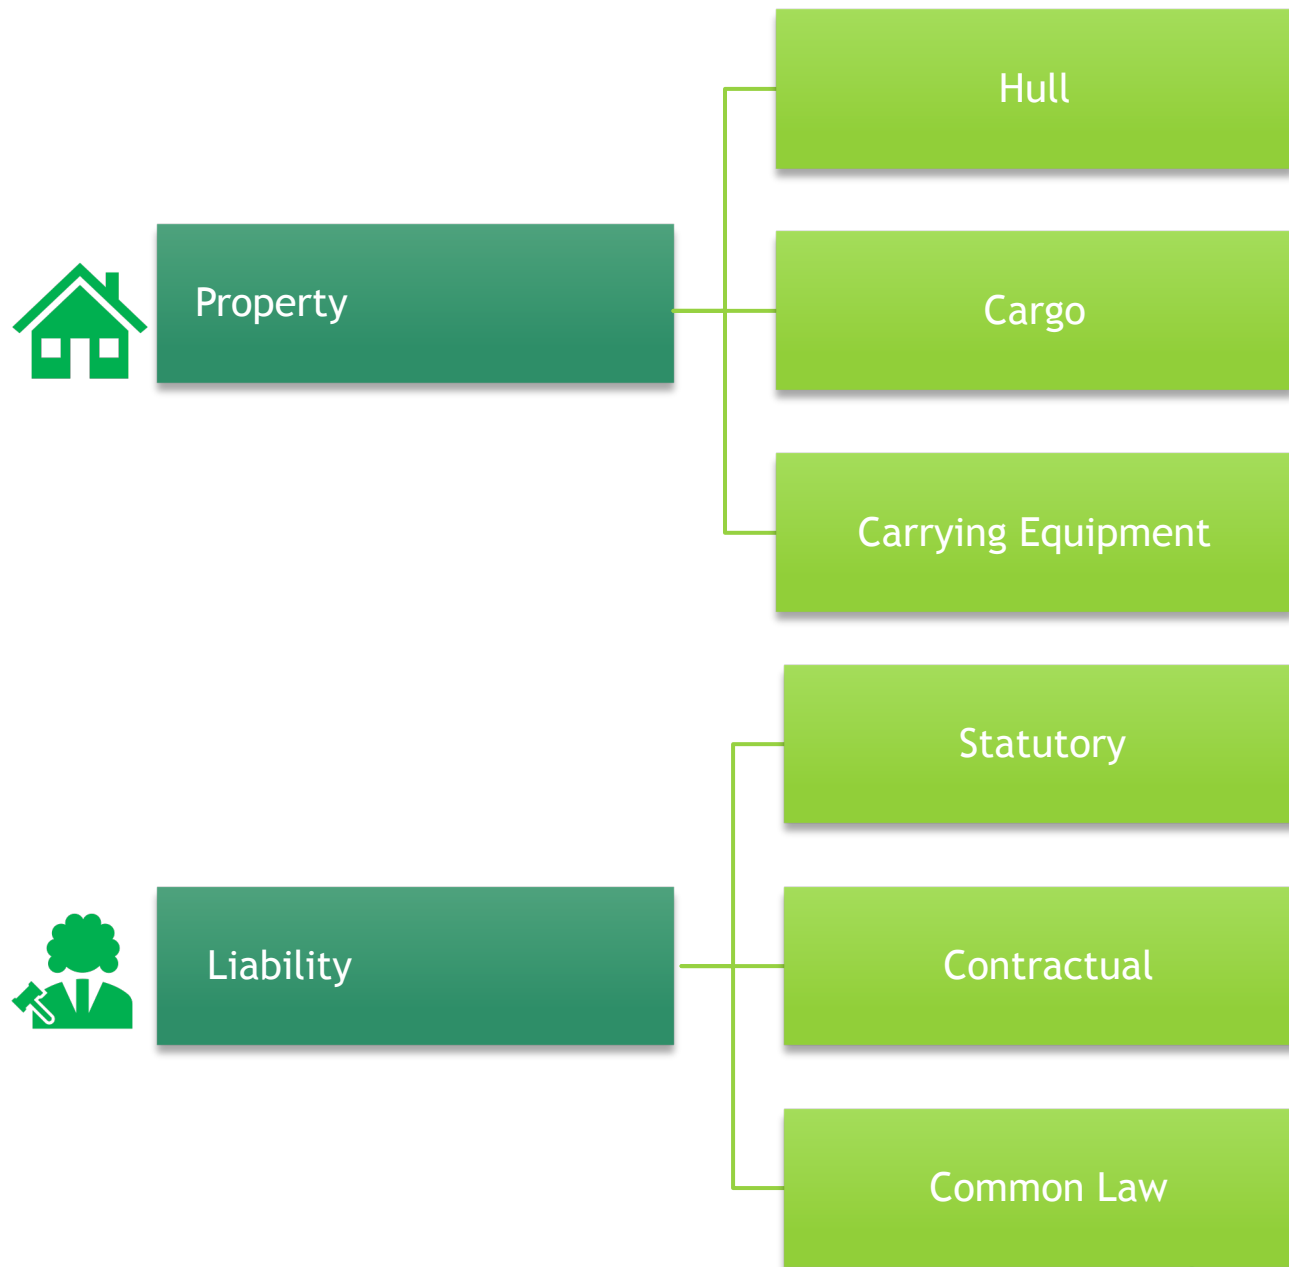 Property
Hull
Cargo
Carrying Equipment
Liability
Statutory
Contractual
Common Law